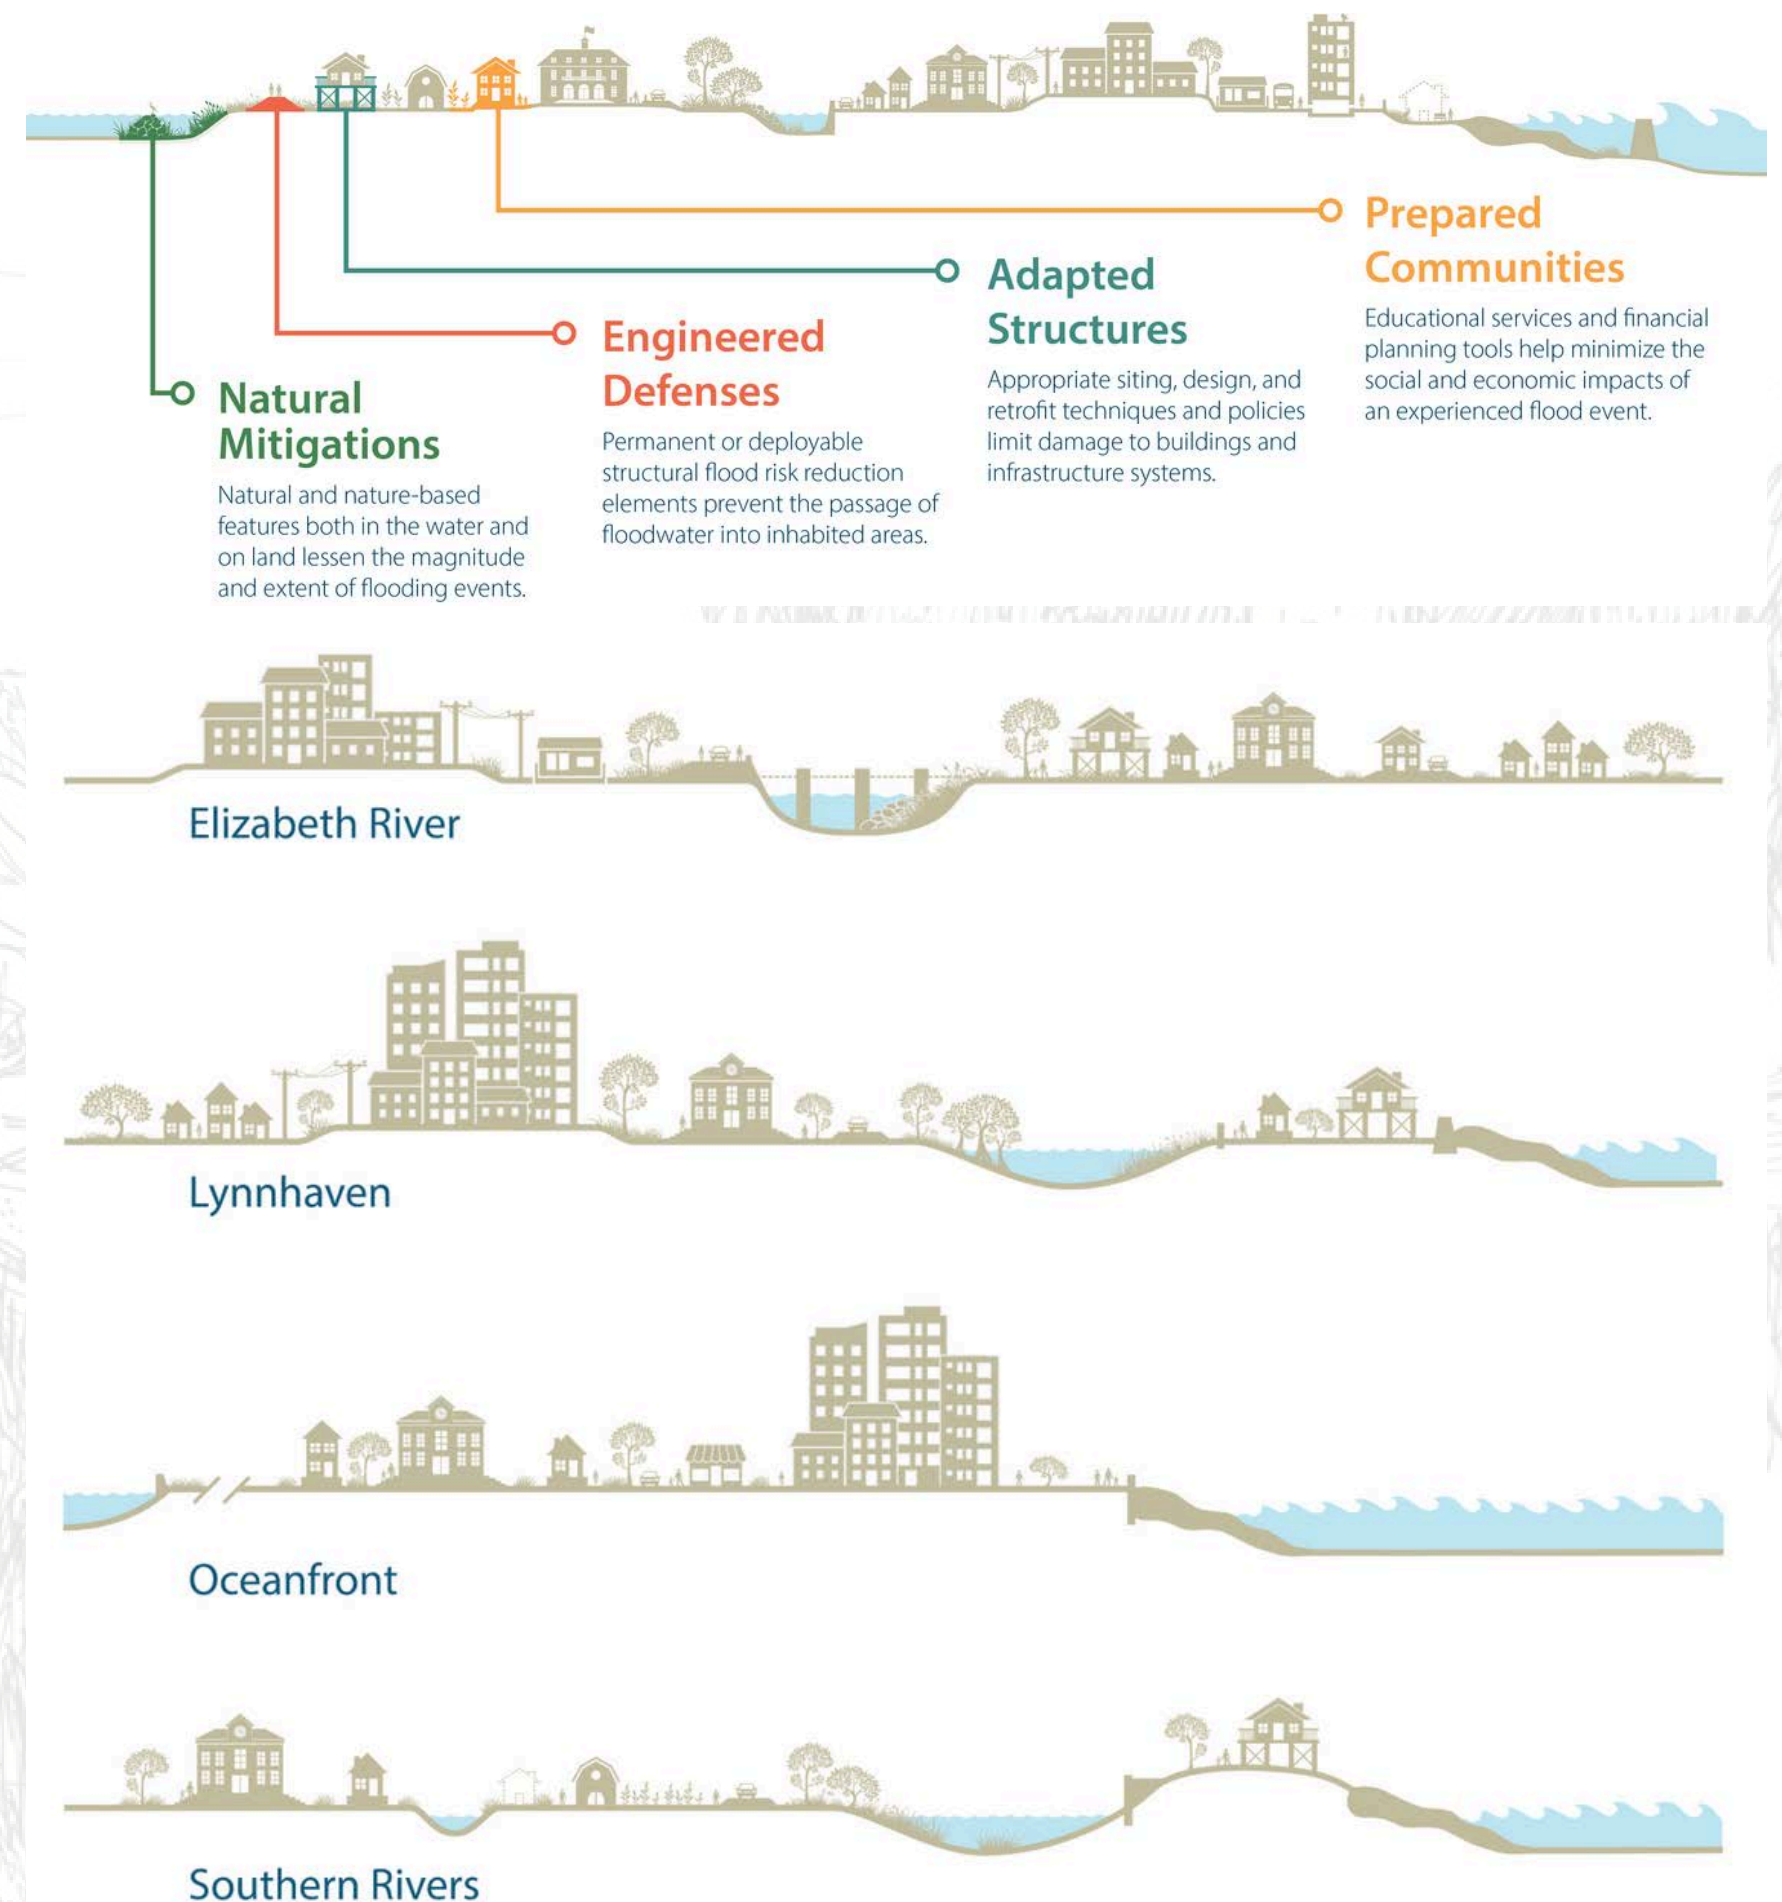 Natural
Mitigations
Natural and nature-based
features both in the water and
on land lessen the magnitude
and extent of flooding events.
Engineered
Defenses
Permanent or deployable
structural flood risk reduction
elements prevent the passage of
floodwater into inhabited areas.
Adapted
Structures
Appropriate siting, design, and
retrofit techniques and policies
limit damage to buildings and
infrastructure systems.
Prepared
Communities
Educational services and financial
planning tools help minimize the
social and economic impacts of
an experienced flood event.
Elizabeth River
Lynnhaven
Oceanfront
Southern Rivers